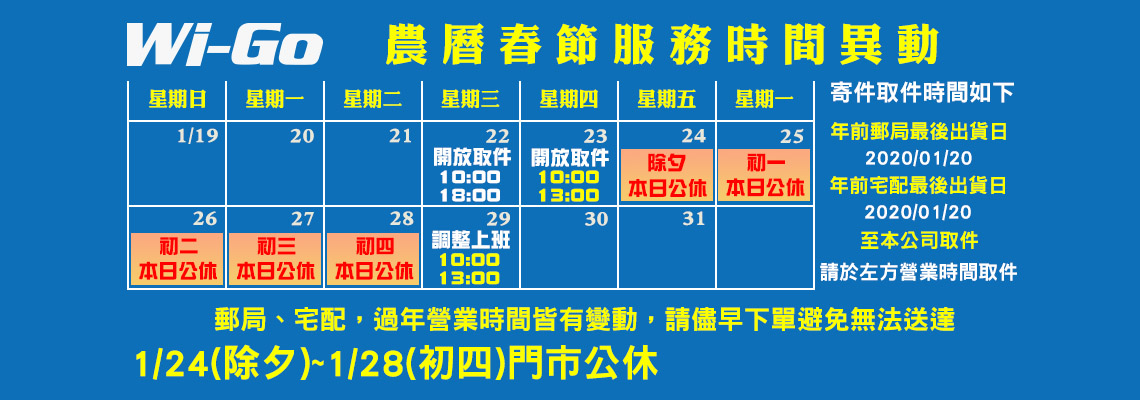 Wi-Go 農曆春節服務時間異動
星期日 星期一 星期二 星期三 星期四 星期五 星期一
1/19 20 21 22 23 24 25
開放取件 開放取件 除夕 初一
10:00 10:00 本日公休 本日公休
18:00 13:00
26 27 28 29 30 31
初二 初三 初四 調整上班
本日公休 本日公休 本日公休 10:00
13:00
寄件取件時間如下
年前郵局最後出貨日
2020/01/20
年前宅配最後出貨日
2020/01/20
至本公司取件
請於左方營業時間取件
郵局、宅配，過年營業時間皆有變動，請儘早下單避免無法送達
1/24(除夕)~1/28(初四)門市公休